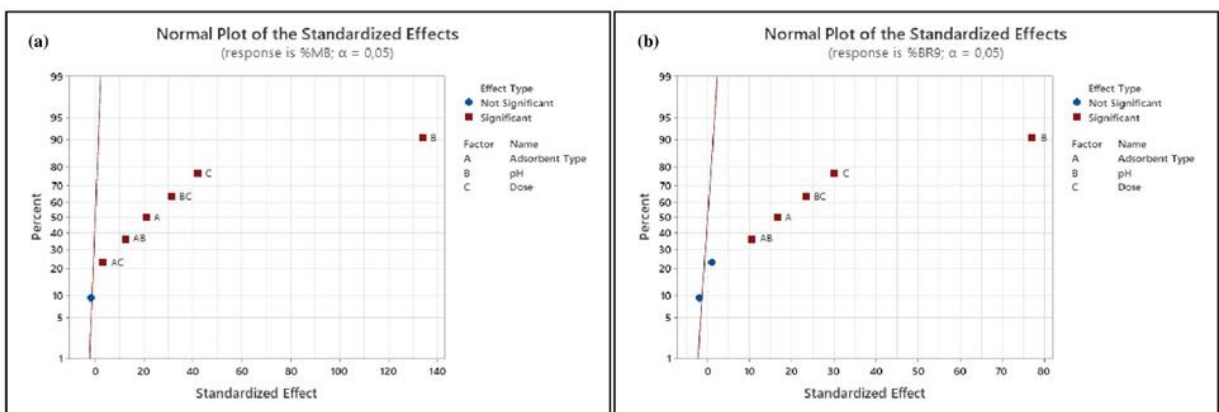 (a)
Normal Plot of the Standardized Effects
(response is %MB; α = 0,05)
Percent
99
95
90
80
70
60
50
40
30
20
10
5
1
B
C
BC
A
AB
AC
0 20 40 60 80 100 120 140
Standardized Effect
Effect Type
Not Significant
Significant
Factor Name
A Adsorbent Type
B pH
C Dose
(b)
Normal Plot of the Standardized Effects
(response is %BR9; α = 0,05)
Percent
99
95
90
80
70
60
50
40
30
20
10
5
1
B
C
BC
A
AB
0 10 20 30 40 50 60 70 80
Standardized Effect
Effect Type
Not Significant
Significant
Factor Name
A Adsorbent Type
B pH
C Dose